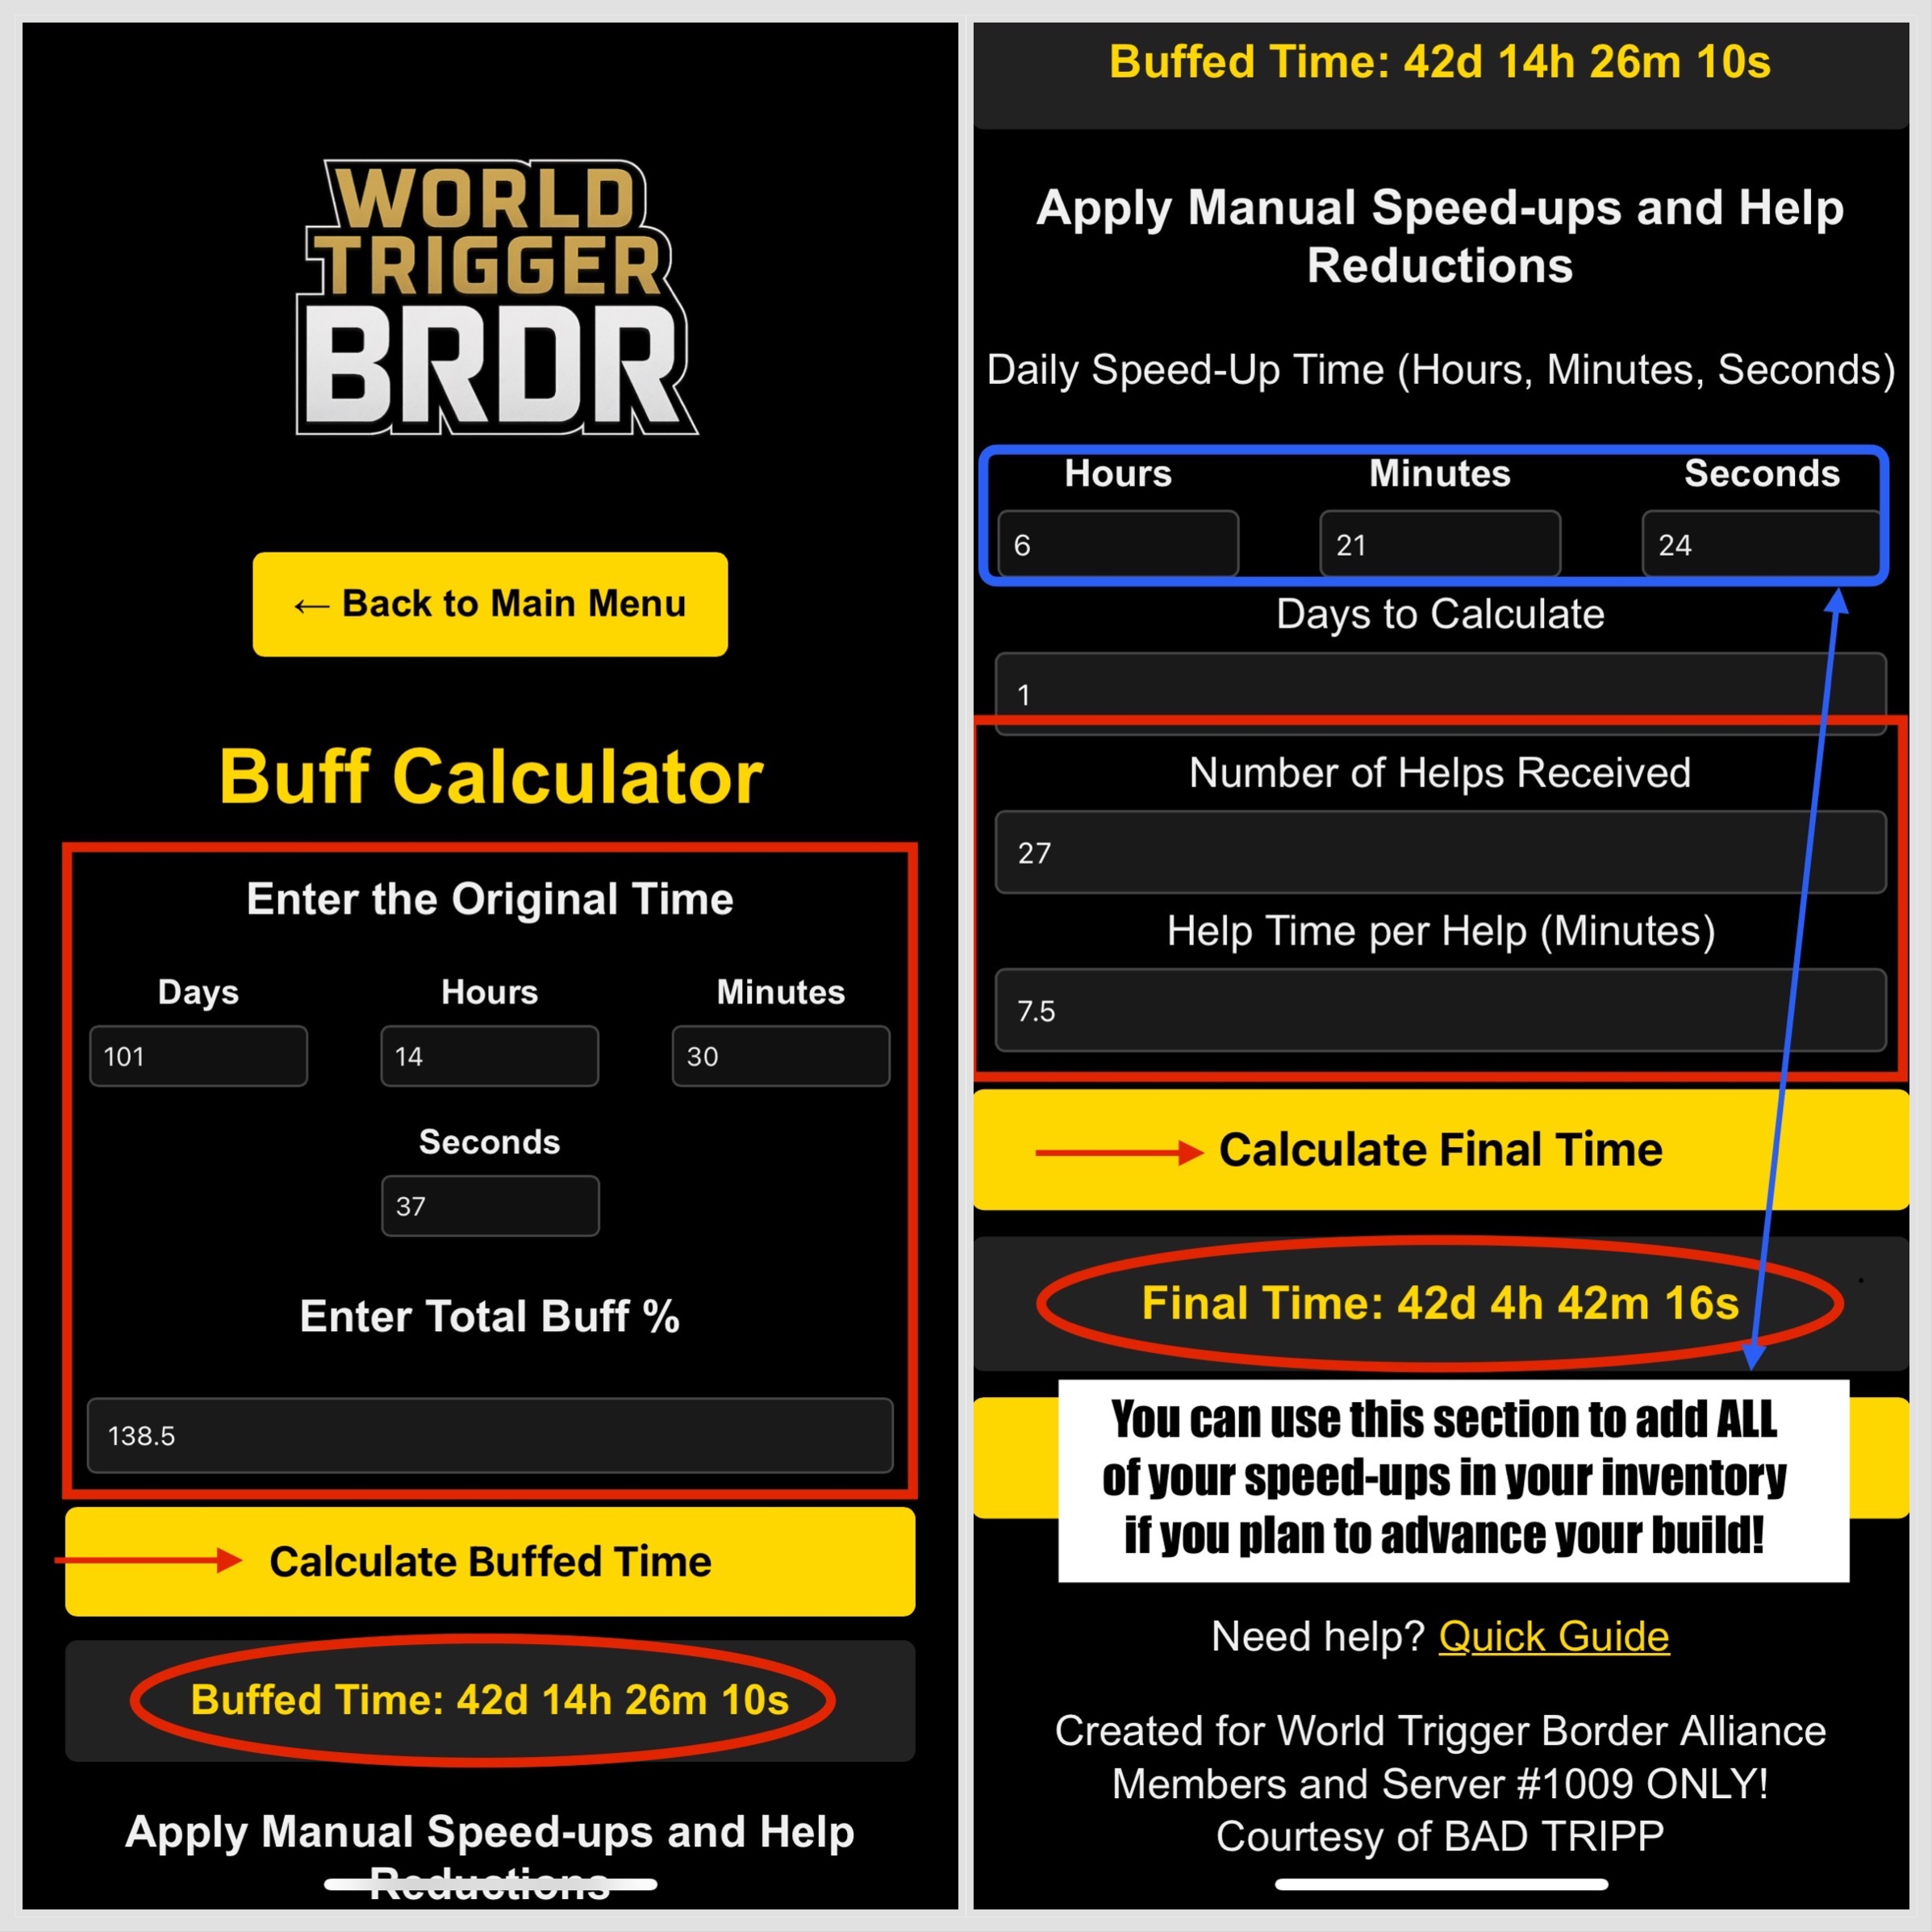 WORLD
TRIGGER
BRDR
← Back to Main Menu
Buff Calculator
Enter the Original Time
Days Hours Minutes
101 14 30
Seconds
37
Enter Total Buff %
138.5
Calculate Buffed Time
Buffed Time: 42d 14h 26m 10s
Apply Manual Speed-ups and Help
Reductions
Buffed Time: 42d 14h 26m 10s
Apply Manual Speed-ups and Help
Reductions
Daily Speed-Up Time (Hours, Minutes, Seconds)
Hours Minutes Seconds
6 21 24
Days to Calculate
1
Number of Helps Received
27
Help Time per Help (Minutes)
7.5
Calculate Final Time
Final Time: 42d 4h 42m 16s
You can use this section to add ALL
of your speed-ups in your inventory
if you plan to advance your build!
Need help? Quick Guide
Created for World Trigger Border Alliance
Members and Server #1009 ONLY!
Courtesy of BAD TRIPP